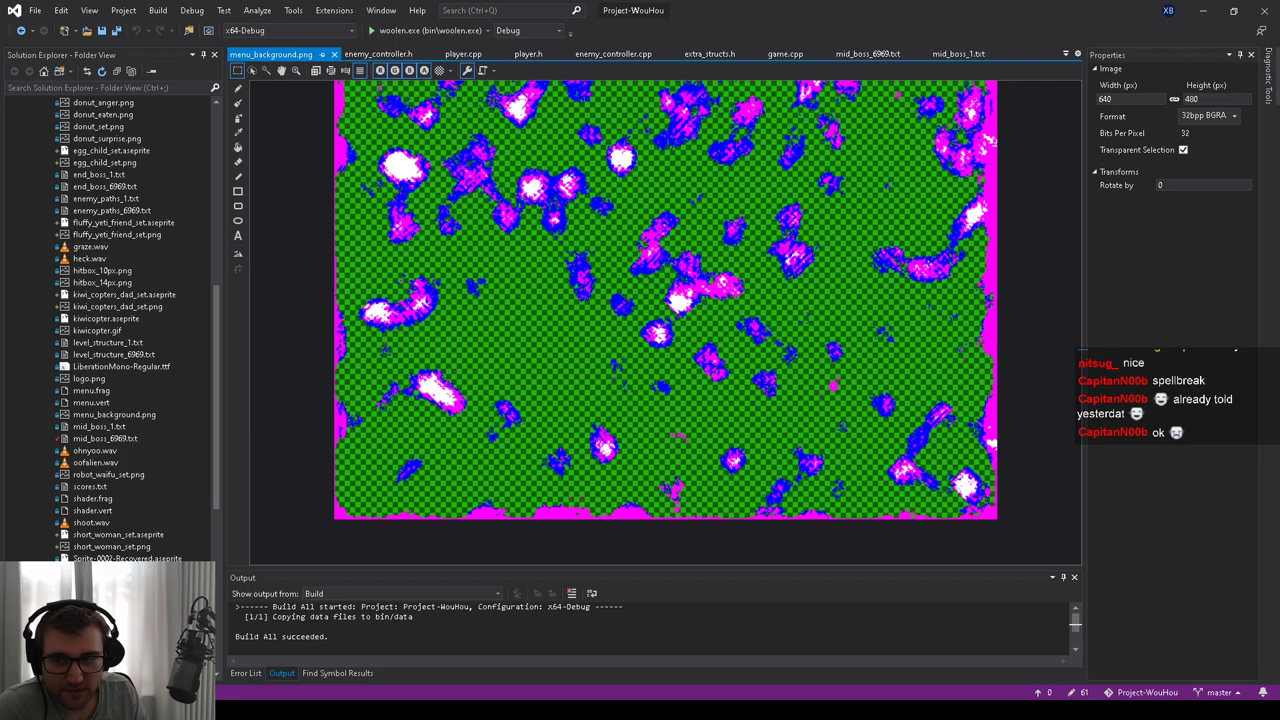 File Edit View Project Build Debug Test Analyze Tools Extensions Window Help Search (Ctrl+;) Project-WouHou XB
x64-Debug woolen.exe (bin\woolen.exe) Debug
Solution Explorer - Folder View
Search Solution Explorer - Folder View (Ctrl+;)
donut_anger.png
donut_eaten.png
donut_set.png
donut_surprise.png
egg_child_set.aseprite
egg_child_set.png
end_boss_1.txt
end_boss_6969.txt
enemy_paths_1.txt
enemy_paths_6969.txt
fluffy_yeti_friend_set.aseprite
fluffy_yeti_friend_set.png
graze.wav
heck.wav
hitbox_10px.png
hitbox_14px.png
kiwi_copters_dad_set.aseprite
kiwi_copters_dad_set.png
kiwicopter.aseprite
kiwicopter.gif
level_structure_1.txt
level_structure_6969.txt
LiberationMono-Regular.ttf
logo.png
menu.frag
menu.vert
menu_background.png
mid_boss_1.txt
mid_boss_6969.txt
ohnyoo.wav
oofalien.wav
robot_waifu_set.png
scores.txt
shader.frag
shader.vert
shoot.wav
short_woman_set.aseprite
short_woman_set.png
Sprite-0002-Recovered.aseprite
menu_background.png enemy_controller.h player.cpp player.h enemy_controller.cpp extra_structs.h game.cpp mid_boss_6969.txt mid_boss_1.txt
R G B A
A
Properties
Image
Width (px) Height (px)
640 480
Format 32bpp BGRA
Bits Per Pixel 32
Transparent Selection
Transforms
Rotate by 0
Diagnostic Tools
nitsug_ nice
CapitanN00b spellbreak
CapitanN00b already told
yesterdat
CapitanN00b ok
Output
Show output from: Build
>------ Build All started: Project: Project-WouHou, Configuration: x64-Debug ------
[1/1] Copying data files to bin/data
Build All succeeded.
Error List Output Find Symbol Results
0 61 Project-WouHou master